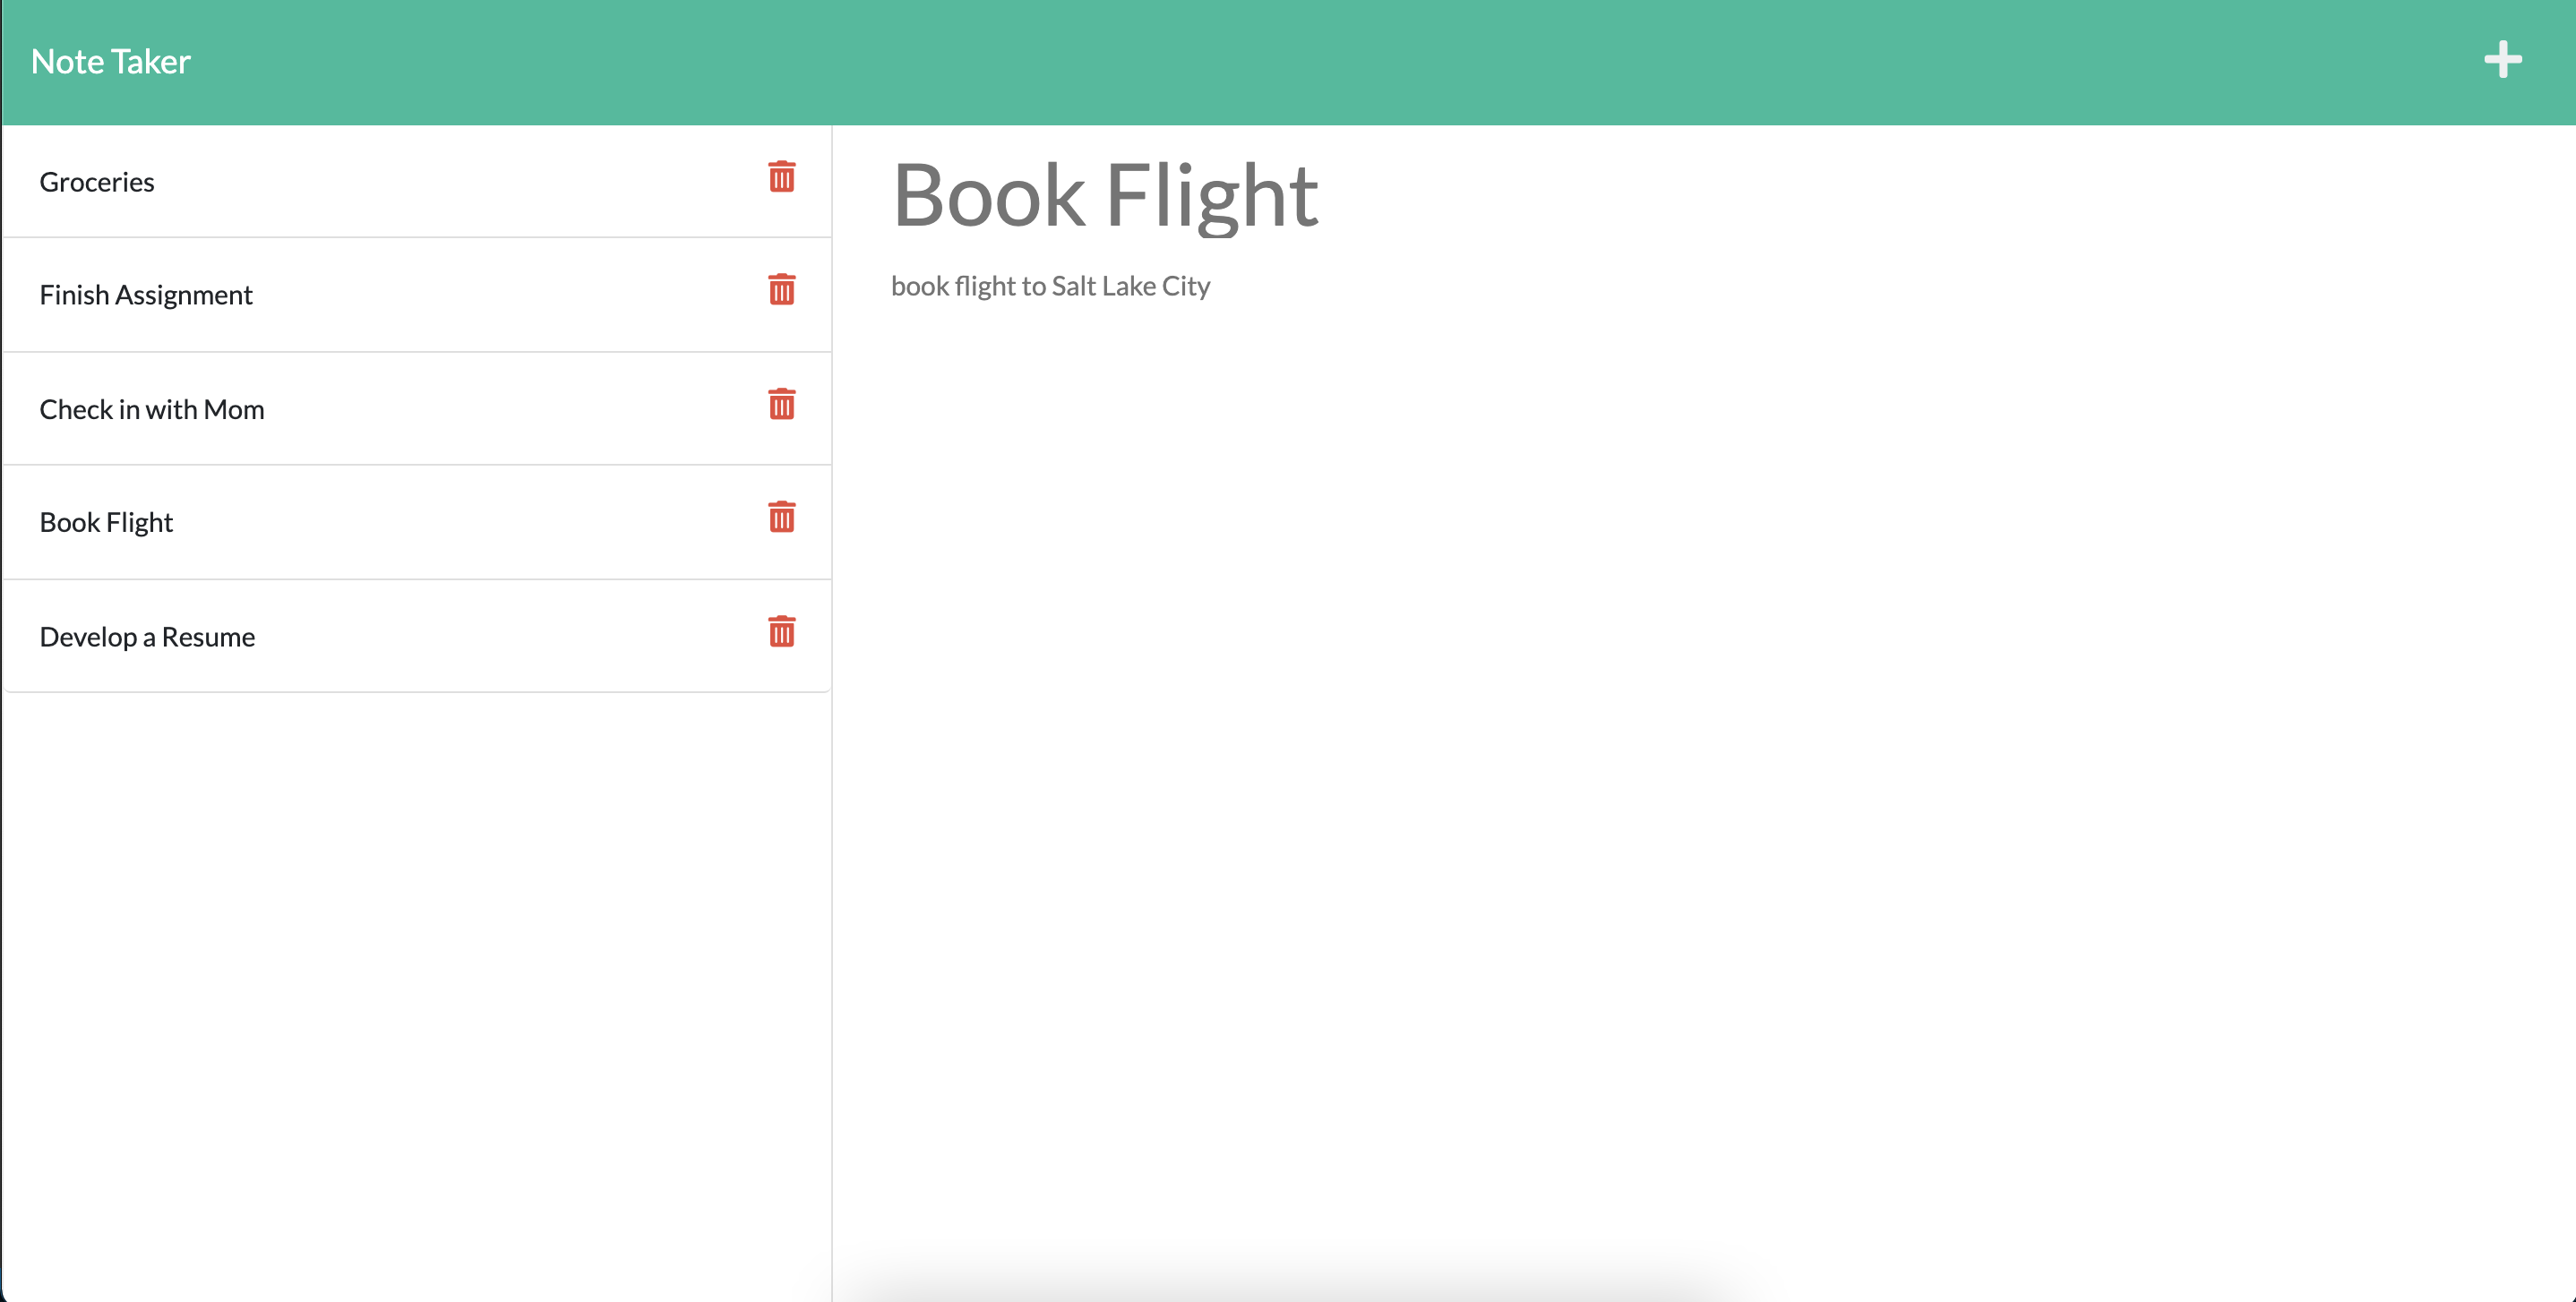 Note Taker
Groceries
Finish Assignment
Check in with Mom
Book Flight
Develop a Resume
Book Flight
book flight to Salt Lake City